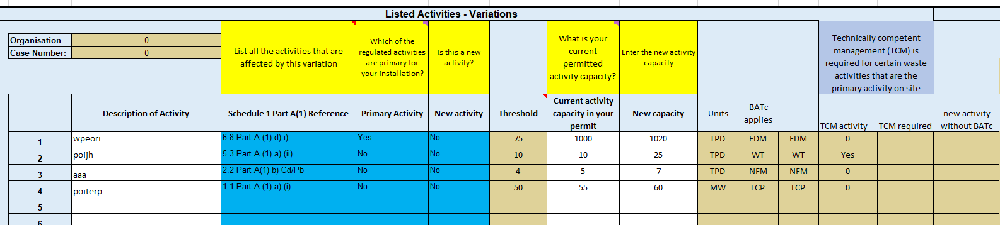 Listed Activities - Variations
Organisation 0
Case Number: 0
List all the activities that are
affected by this variation
Which of the
regulated activities
are primary for
your installation?
Is this a new
activity?
What is your
current
permitted
activity capacity?
Enter the new activity
capacity
Technically competent
management (TCM) is
required for certain waste
activities that are the
primary activity on site
Description of Activity
Schedule 1 Part A(1) Reference
Primary Activity
New activity
Threshold
Current activity
capacity in your
permit
New capacity
Units
BATc
applies
TCM activity
TCM required
new activity
without BATc
1 wpeori 6.8 Part A (1) d) i) Yes No 75 1000 1020 TPD FDM FDM 0
2 poijh 5.3 Part A (1) a) (ii) No No 10 10 25 TPD WT WT Yes
3 aaa 2.2 Part A(1) b) Cd/Pb No No 4 5 7 TPD NFM NFM 0
4 poiterp 1.1 Part A (1) a) (i) No No 50 55 60 MW LCP LCP 0
5
6